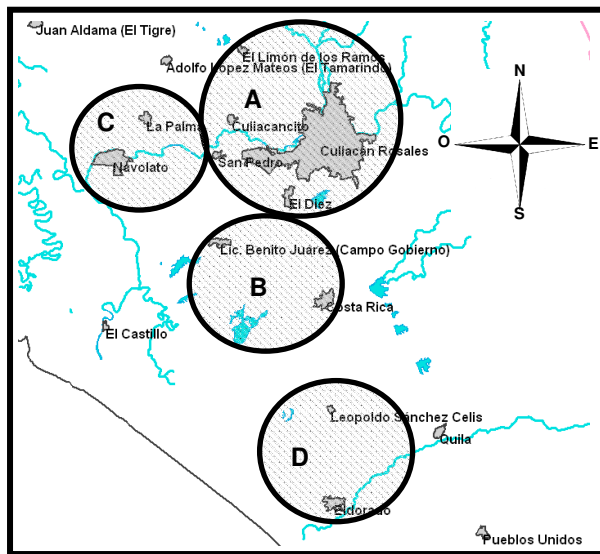 Juan Aldama (El Tigre)
El Limón de los Ramos
Adolfo López Mateos (El Tamarindo)
N
A
C
La Palma
Culiacancito
O
E
Culiacán Rosales
San Pedro
Navolato
El Diez
S
Lic. Benito Juárez (Campo Gobierno)
B
Costa Rica
El Castillo
Leopoldo Sánchez Celis
Quila
D
Eldorado
Pueblos Unidos